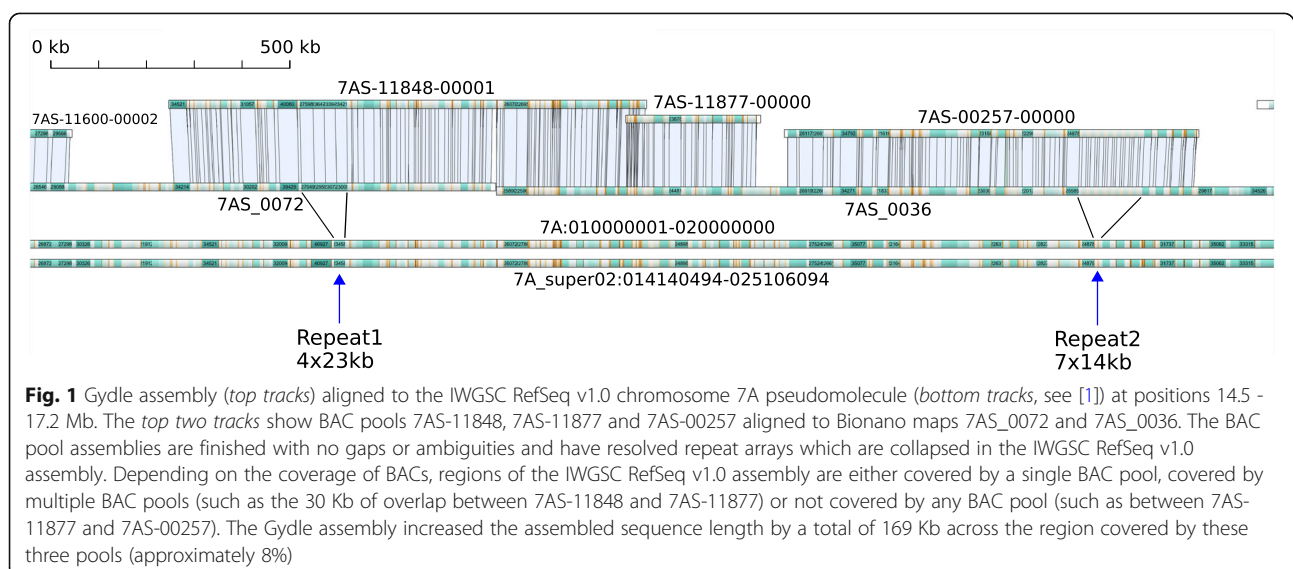 0 kb 500 kb
7AS-11848-00001
7AS-11877-00000
7AS-11600-00002
7AS-00257-00000
7AS_0072
7AS_0036
7A:010000001-020000000
7A_super02:014140494-025106094
Repeat1
4x23kb
Repeat2
7x14kb
Fig. 1 Gydle assembly (top tracks) aligned to the IWGSC RefSeq v1.0 chromosome 7A pseudomolecule (bottom tracks, see [1]) at positions 14.5 -
17.2 Mb. The top two tracks show BAC pools 7AS-11848, 7AS-11877 and 7AS-00257 aligned to Bionano maps 7AS_0072 and 7AS_0036. The BAC
pool assemblies are finished with no gaps or ambiguities and have resolved repeat arrays which are collapsed in the IWGSC RefSeq v1.0
assembly. Depending on the coverage of BACs, regions of the IWGSC RefSeq v1.0 assembly are either covered by a single BAC pool, covered by
multiple BAC pools (such as the 30 Kb of overlap between 7AS-11848 and 7AS-11877) or not covered by any BAC pool (such as between 7AS-
11877 and 7AS-00257). The Gydle assembly increased the assembled sequence length by a total of 169 Kb across the region covered by these
three pools (approximately 8%)